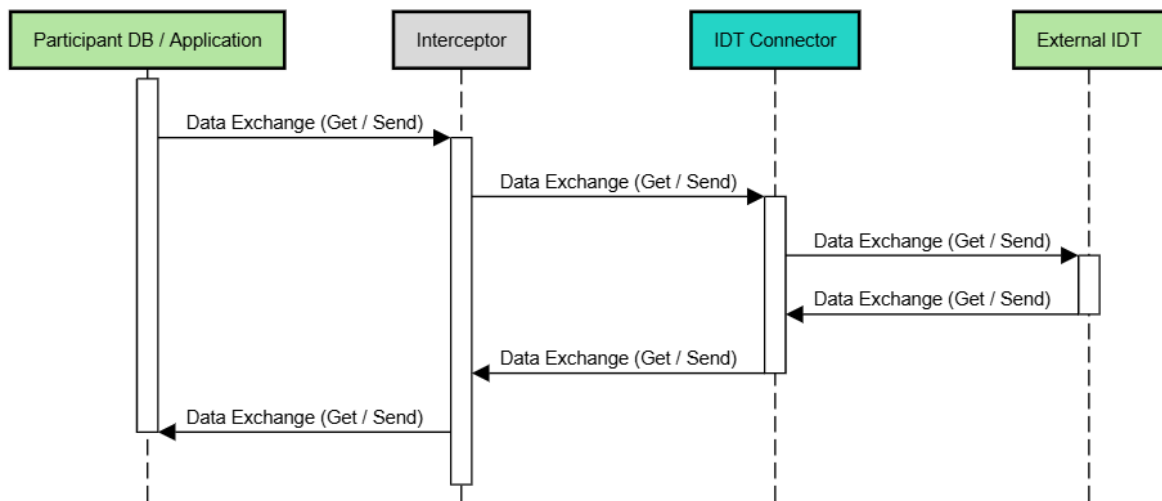 Participant DB / Application
Interceptor
IDT Connector
External IDT
Data Exchange (Get / Send)
Data Exchange (Get / Send)
Data Exchange (Get / Send)
Data Exchange (Get / Send)
Data Exchange (Get / Send)
Data Exchange (Get / Send)